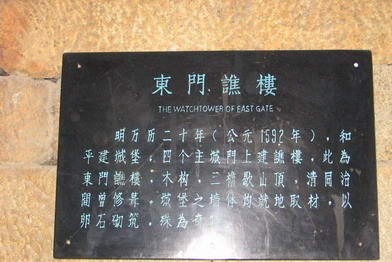 東門譙樓
THE WATCHTOWER OF EAST GATE
明万历二十年(公元1592年),和
平建城堡,四个主城門上建譙樓,此為
東門譙樓,木构,三檐歇山頂,清同治
間曾修葺,城堡之墙体均就地取材,以
卵石砌筑,殊為奇